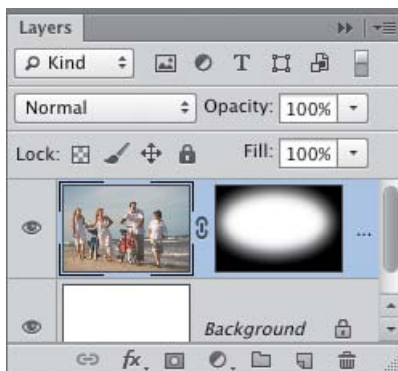 Layers
Kind
Normal Opacity: 100%
Lock: Fill: 100%
...
Background
fx